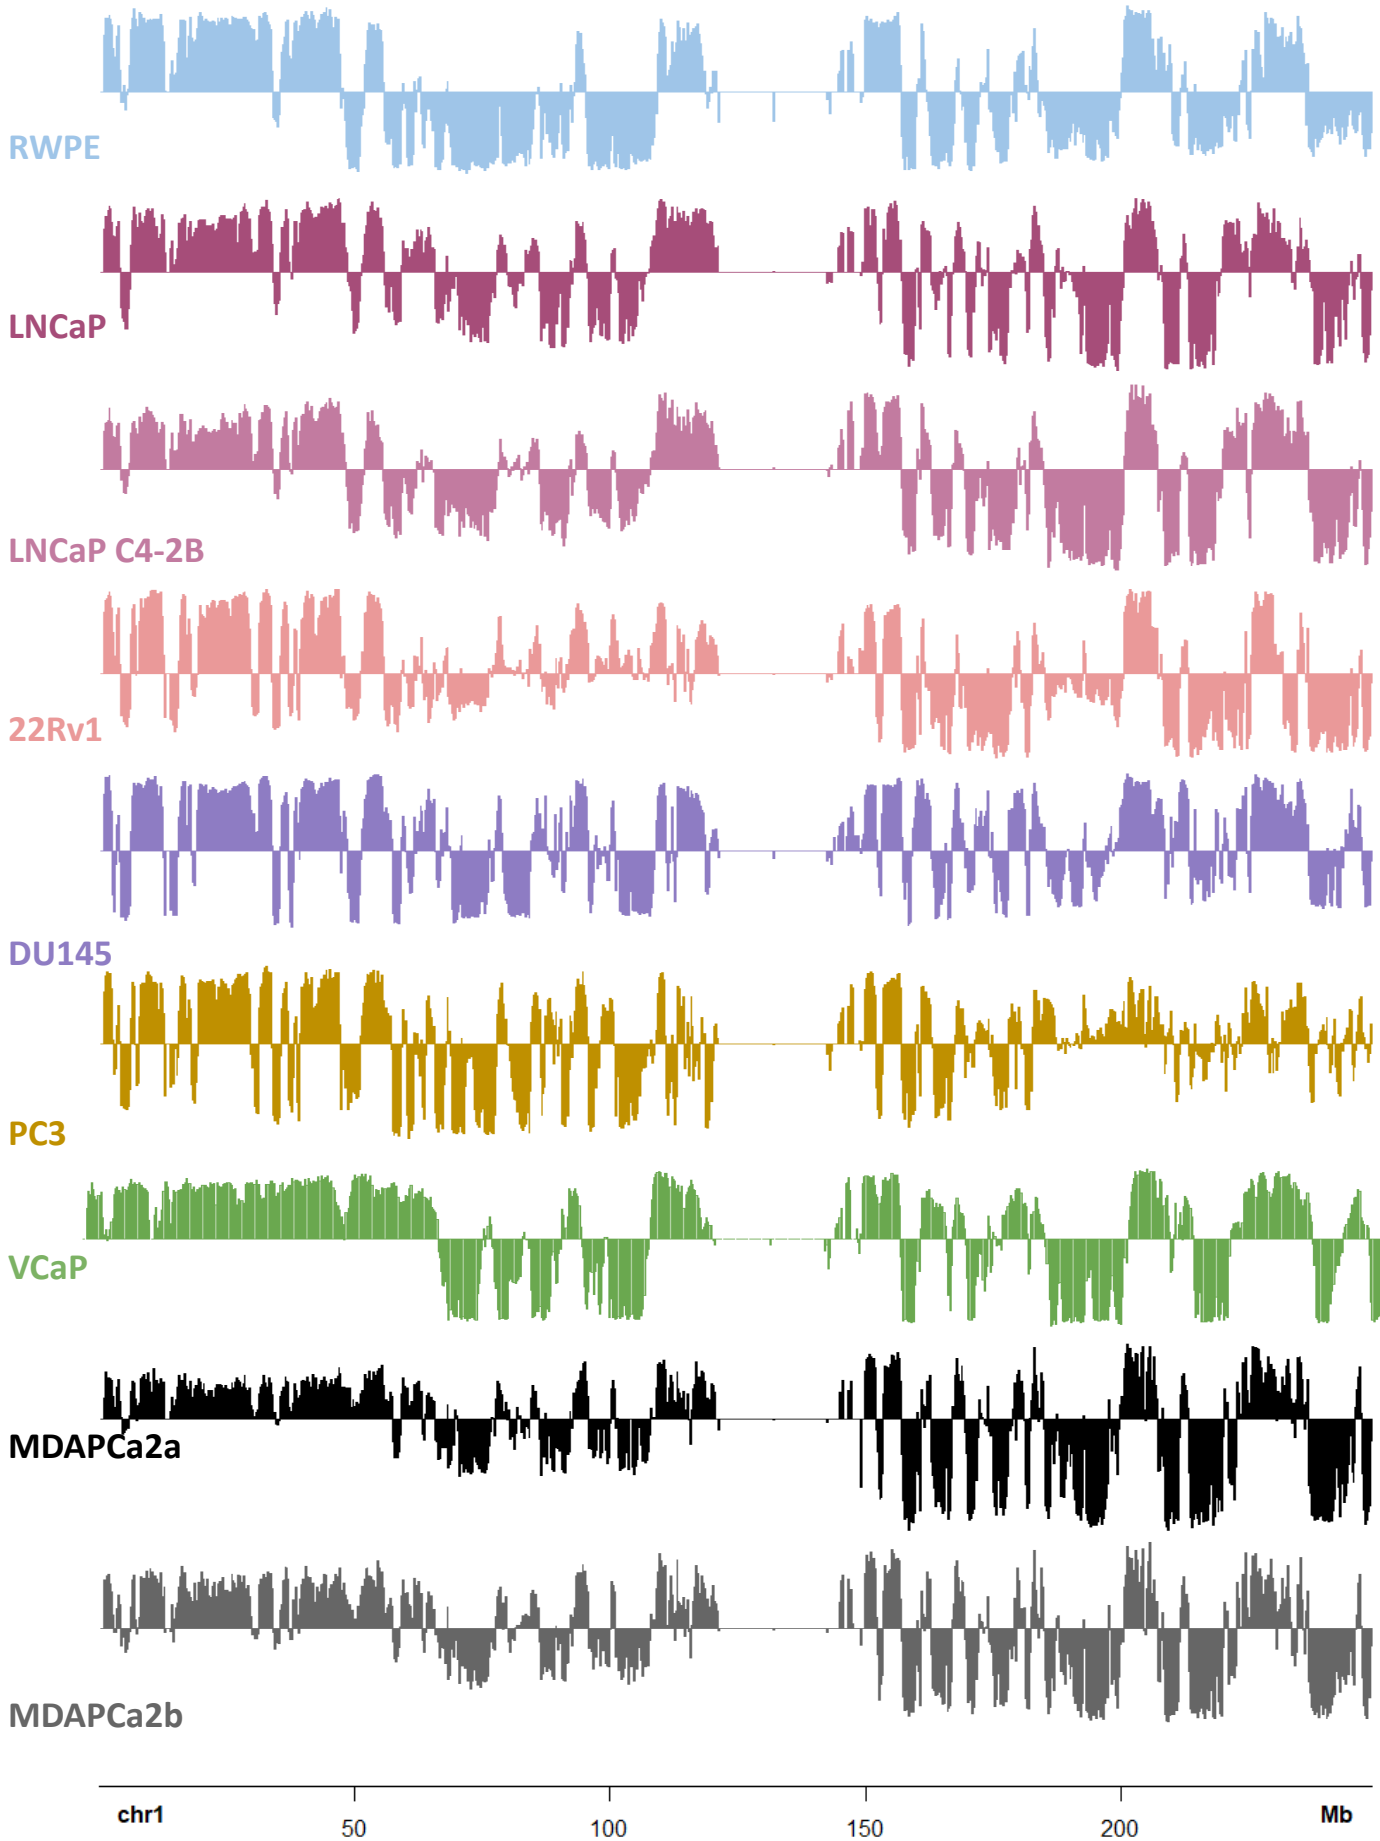 RWPE
LNCaP
LNCaP C4-2B
22Rv1
DU145
PC3
VCaP
MDAPCa2a
MDAPCa2b
chr1 50 100 150 200 Mb